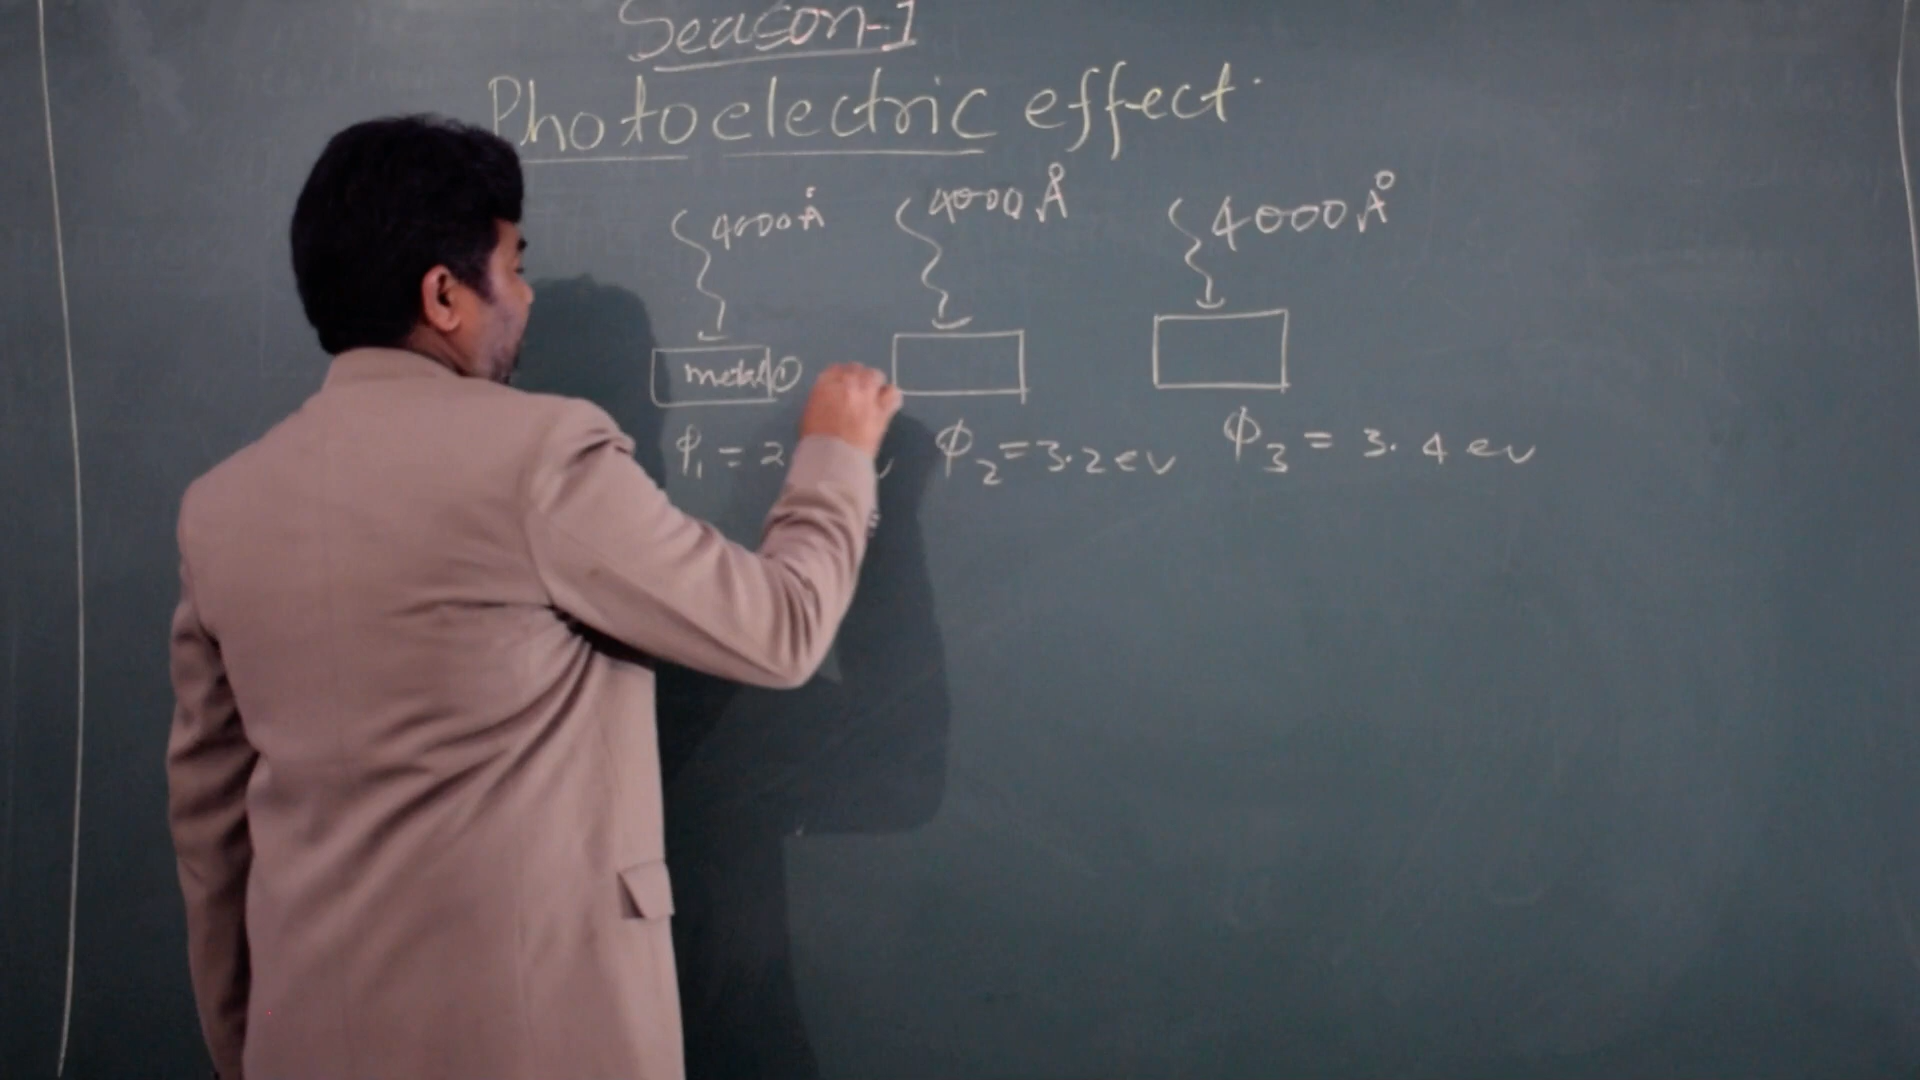 Season-1
Photoelectric effect.
4000Å 4000Å 4000Å
metal ①
φ₁ = 2 φ₂ = 3.2 ev φ₃ = 3.4 ev